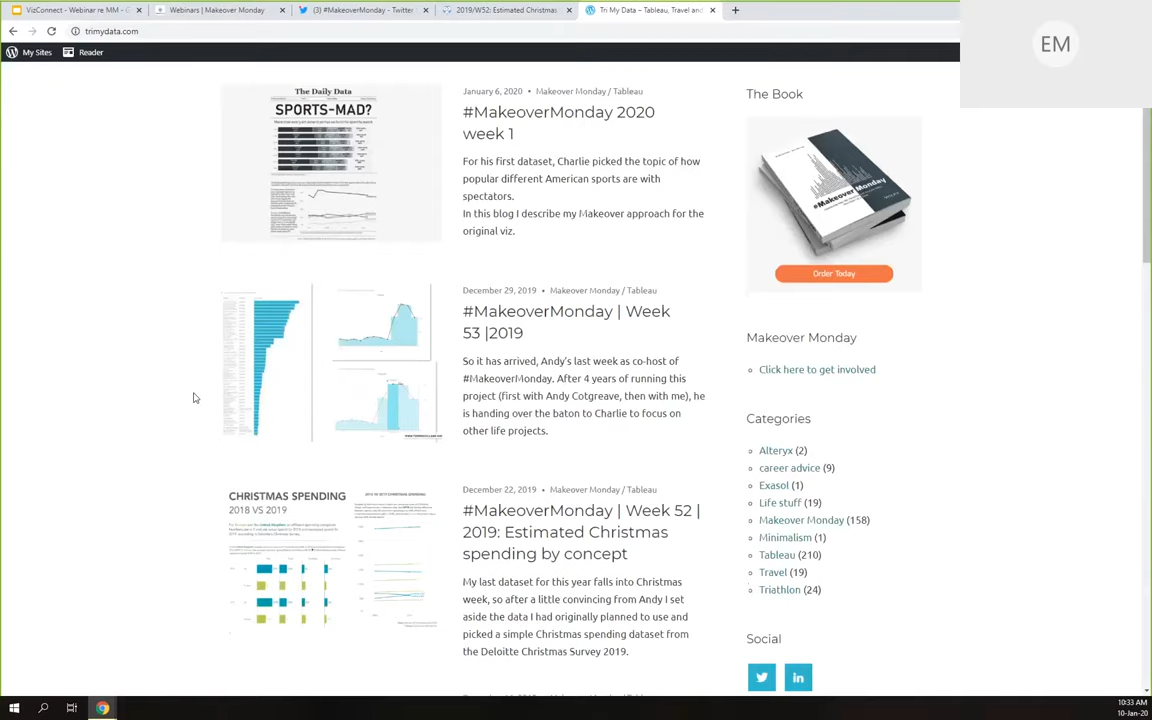 VizConnect - Webinar re MM - G
Webinars | Makeover Monday
(3) #MakeoverMonday - Twitter
2019/W52: Estimated Christmas
Tri My Data – Tableau, Travel and
trimydata.com
My Sites
Reader
EM
The Daily Data
SPORTS-MAD?
January 6, 2020 • Makeover Monday / Tableau
#MakeoverMonday 2020
week 1
For his first dataset, Charlie picked the topic of how
popular different American sports are with
spectators.
In this blog I describe my Makeover approach for the
original viz.
December 29, 2019 • Makeover Monday / Tableau
#MakeoverMonday | Week
53 |2019
So it has arrived, Andy's last week as co-host of
#MakeoverMonday. After 4 years of running this
project (first with Andy Cotgreave, then with me), he
is handing over the baton to Charlie to focus on
other life projects.
CHRISTMAS SPENDING
2018 VS 2019
December 22, 2019 • Makeover Monday / Tableau
#MakeoverMonday | Week 52 |
2019: Estimated Christmas
spending by concept
My last dataset for this year falls into Christmas
week, so after a little convincing from Andy I set
aside the data I had originally planned to use and
picked a simple Christmas spending dataset from
the Deloitte Christmas Survey 2019.
The Book
#Makeover Monday
Order Today
Makeover Monday
Click here to get involved
Categories
Alteryx (2)
career advice (9)
Exasol (1)
Life stuff (19)
Makeover Monday (158)
Minimalism (1)
Tableau (210)
Travel (19)
Triathlon (24)
Social
in
10:33 AM
10-Jan-20